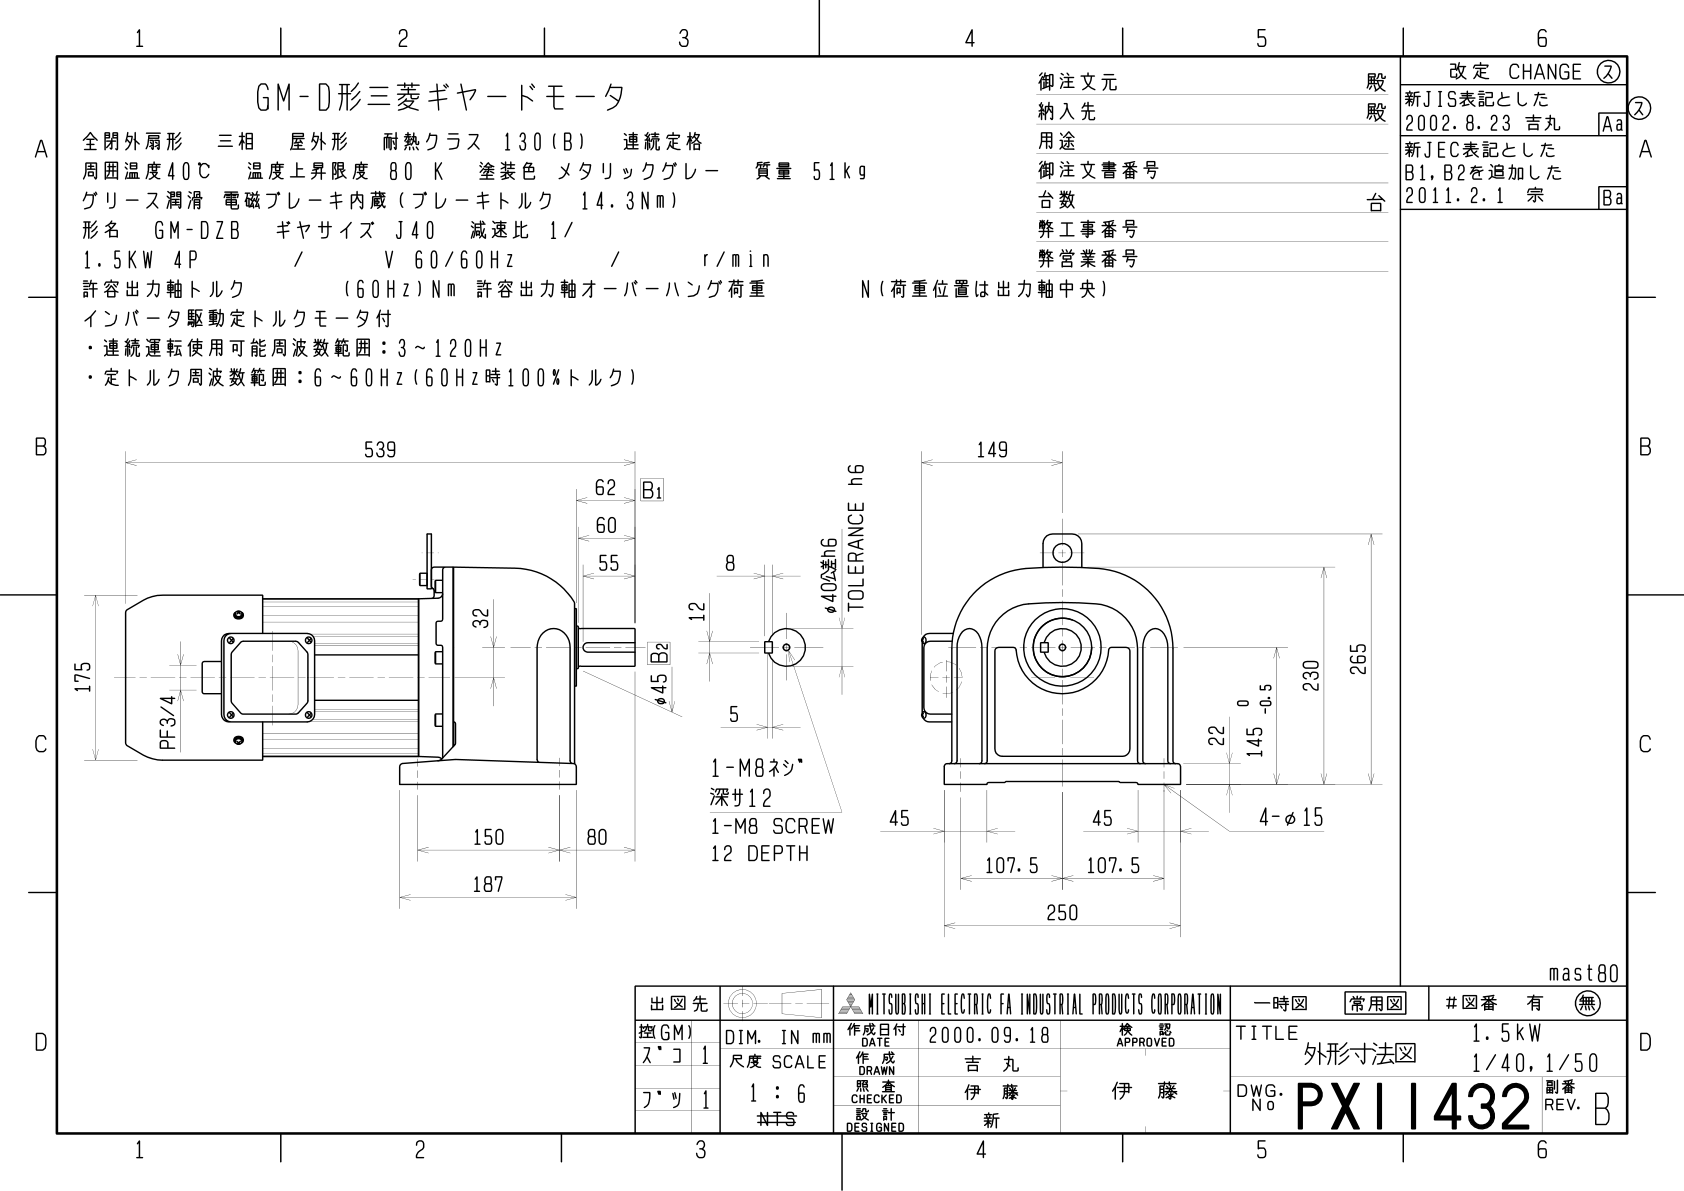 1 2 3 4 5 6
GM-D形三菱ギヤードモータ
全閉外扇形 三相 屋外形 耐熱クラス 130(B) 連続定格
周囲温度40℃ 温度上昇限度 80 K 塗装色 メタリックグレー 質量 51kg
グリース潤滑 電磁ブレーキ内蔵(ブレーキトルク 14.3Nm)
形名 GM-DZB ギヤサイズ J40 減速比 1/
1.5KW 4P / V 60/60Hz / r/min
許容出力軸トルク (60Hz)Nm 許容出力軸オーバーハング荷重 N(荷重位置は出力軸中央)
インバータ駆動定トルクモータ付
・連続運転使用可能周波数範囲:3~120Hz
・定トルク周波数範囲:6~60Hz(60Hz時100%トルク)
御注文元 殿
納入先 殿
用途
御注文書番号
台数 台
弊工事番号
弊営業番号
改定 CHANGE ス
新JIS表記とした
2002.8.23 吉丸 Aa
新JEC表記とした
B1,B2を追加した
2011.2.1 宗 Ba
ス
A A
B B
C C
D D
539
62 B1
60
55
32
175
PF3/4
B2
φ45
150 80
187
8
12
5
φ40公差h6
TOLERANCE h6
1-M8ネジ
深サ12
1-M8 SCREW
12 DEPTH
149
265
230
0
145 -0.5
22
45 45
4-φ15
107.5 107.5
250
mast80
出図先
控(GM)
ズコ 1
ブツ 1
DIM. IN mm
尺度 SCALE
1 : 6
NTS
MITSUBISHI ELECTRIC FA INDUSTRIAL PRODUCTS CORPORATION
作成日付
DATE
2000.09.18
検 認
APPROVED
作 成
DRAWN
吉 丸
照 査
CHECKED
伊 藤
伊 藤
設 計
DESIGNED
新
一時図 常用図 #図番 有 無
TITLE
外形寸法図
1.5kW
1/40,1/50
DWG.
No
PX11432
副番
REV.
B
1 2 3 4 5 6